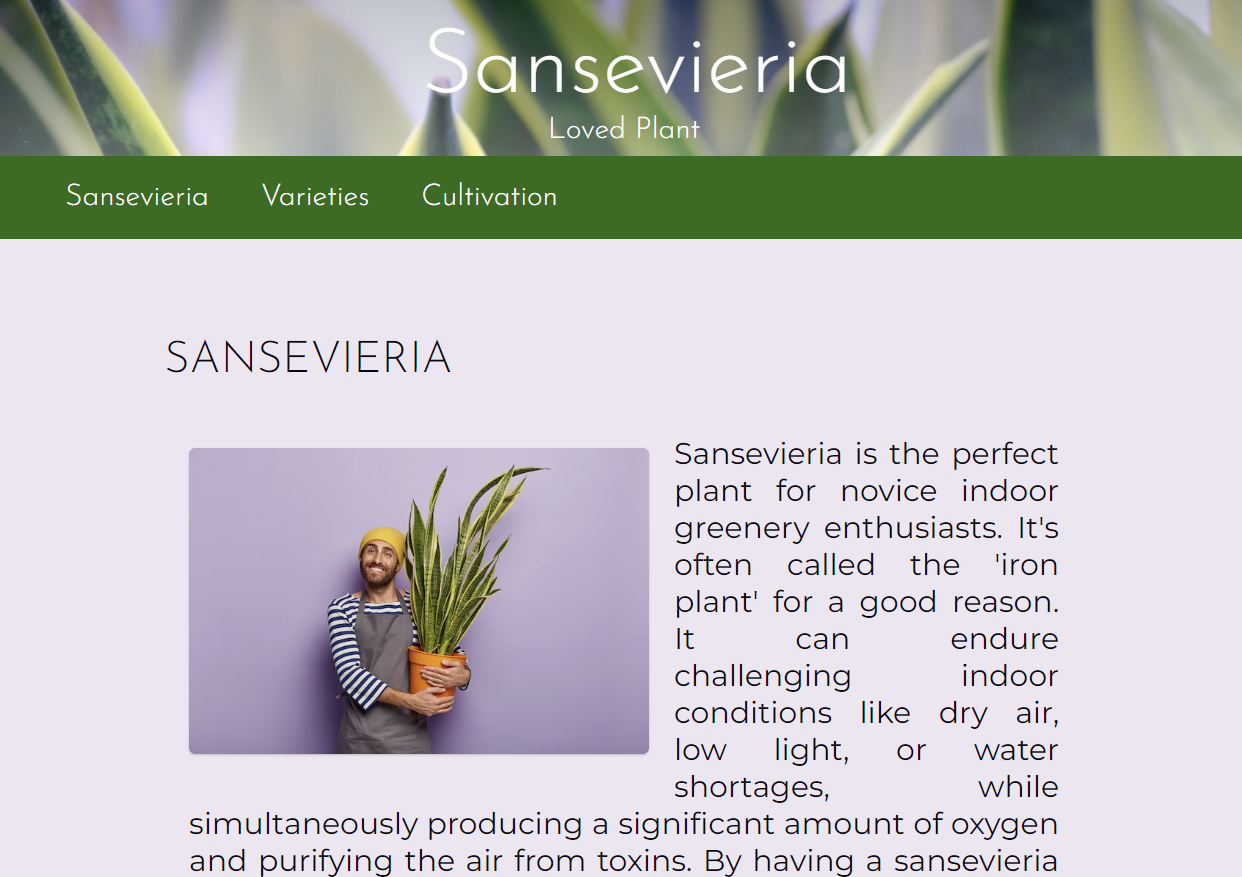 Sansevieria
Loved Plant
Sansevieria Varieties Cultivation
SANSEVIERIA
Sansevieria is the perfect
plant for novice indoor
greenery enthusiasts. It's
often called the 'iron
plant' for a good reason.
It can endure
challenging indoor
conditions like dry air,
low light, or water
shortages, while
simultaneously producing a significant amount of oxygen
and purifying the air from toxins. By having a sansevieria